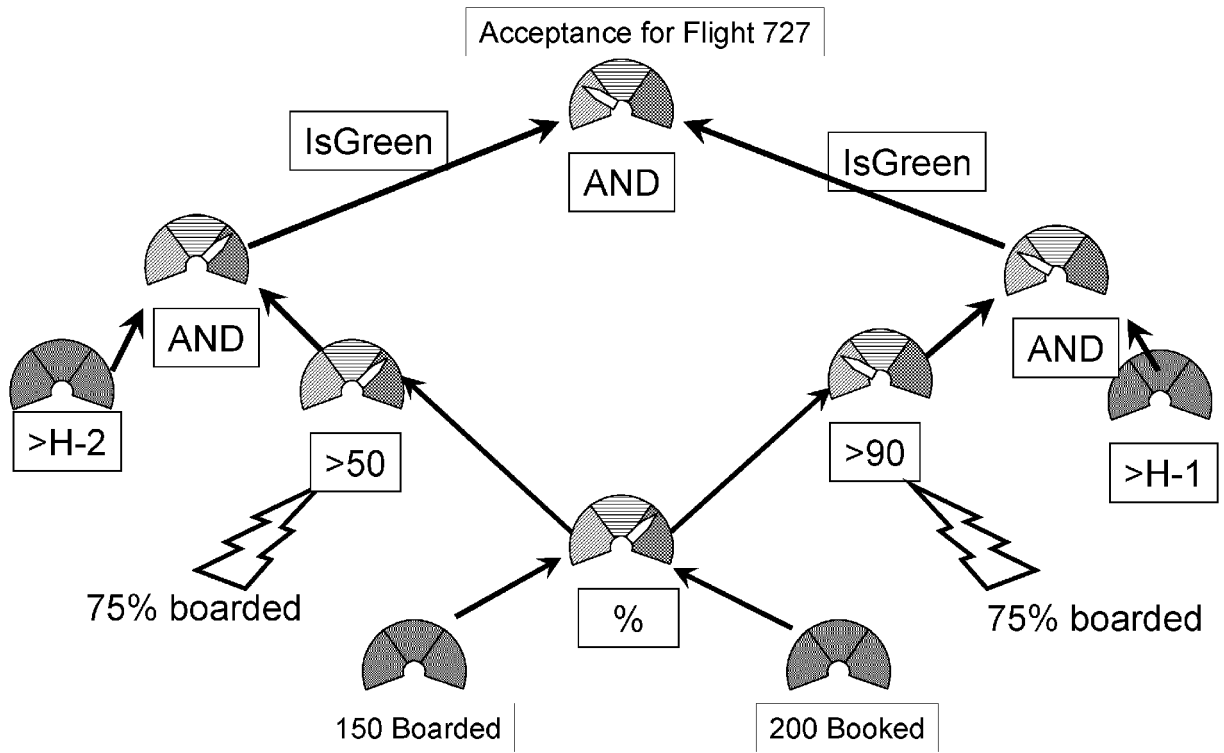 Acceptance for Flight 727
IsGreen
AND
IsGreen
AND
AND
>H-2
>50
>90
>H-1
75% boarded
%
75% boarded
150 Boarded
200 Booked